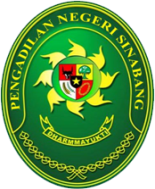 PENGADILAN NEGERI SINABANG
DHARMMAYUKTI